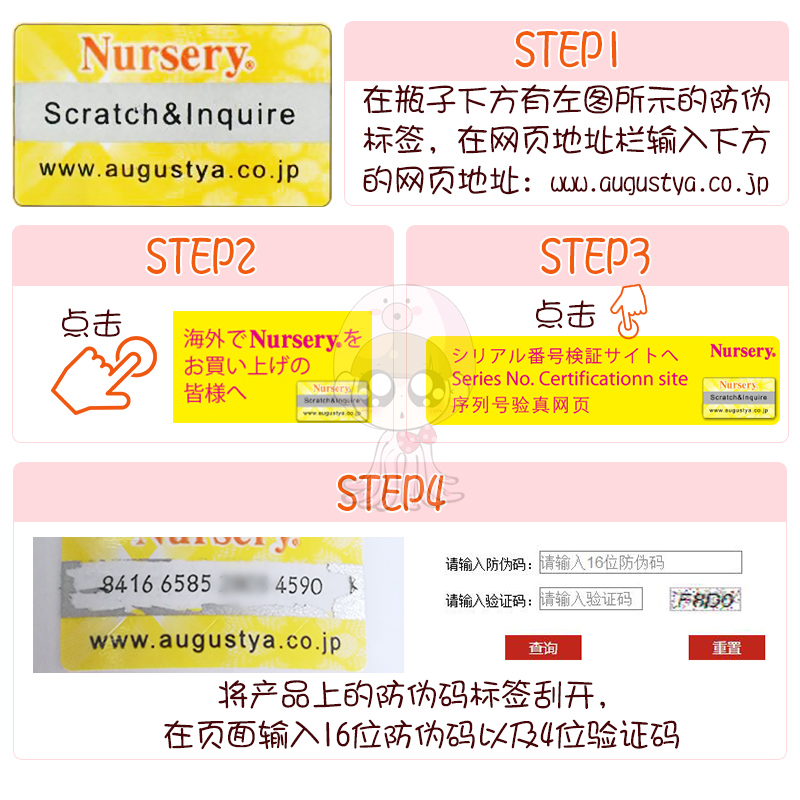 Nursery®
Scratch&Inquire
www.augustya.co.jp
STEP1
在瓶子下方有左图所示的防伪
标签，在网页地址栏输入下方
的网页地址：www.augustya.co.jp
STEP2
点击
海外でNursery®を
お買い上げの
皆様へ
Nursery
Scratch&Inquire
www.augustya.co.jp
STEP3
点击
シリアル番号検証サイトへ
Nursery®
Series No. Certificationn site
序列号验真网页
Nursery
Scratch&Inquire
www.augustya.co.jp
STEP4
Nursery®
8416 6585 4590 K
www.augustya.co.jp
请输入防伪码：请输入16位防伪码
请输入验证码：请输入验证码 F8D0
查询 重置
将产品上的防伪码标签刮开，
在页面输入16位防伪码以及4位验证码